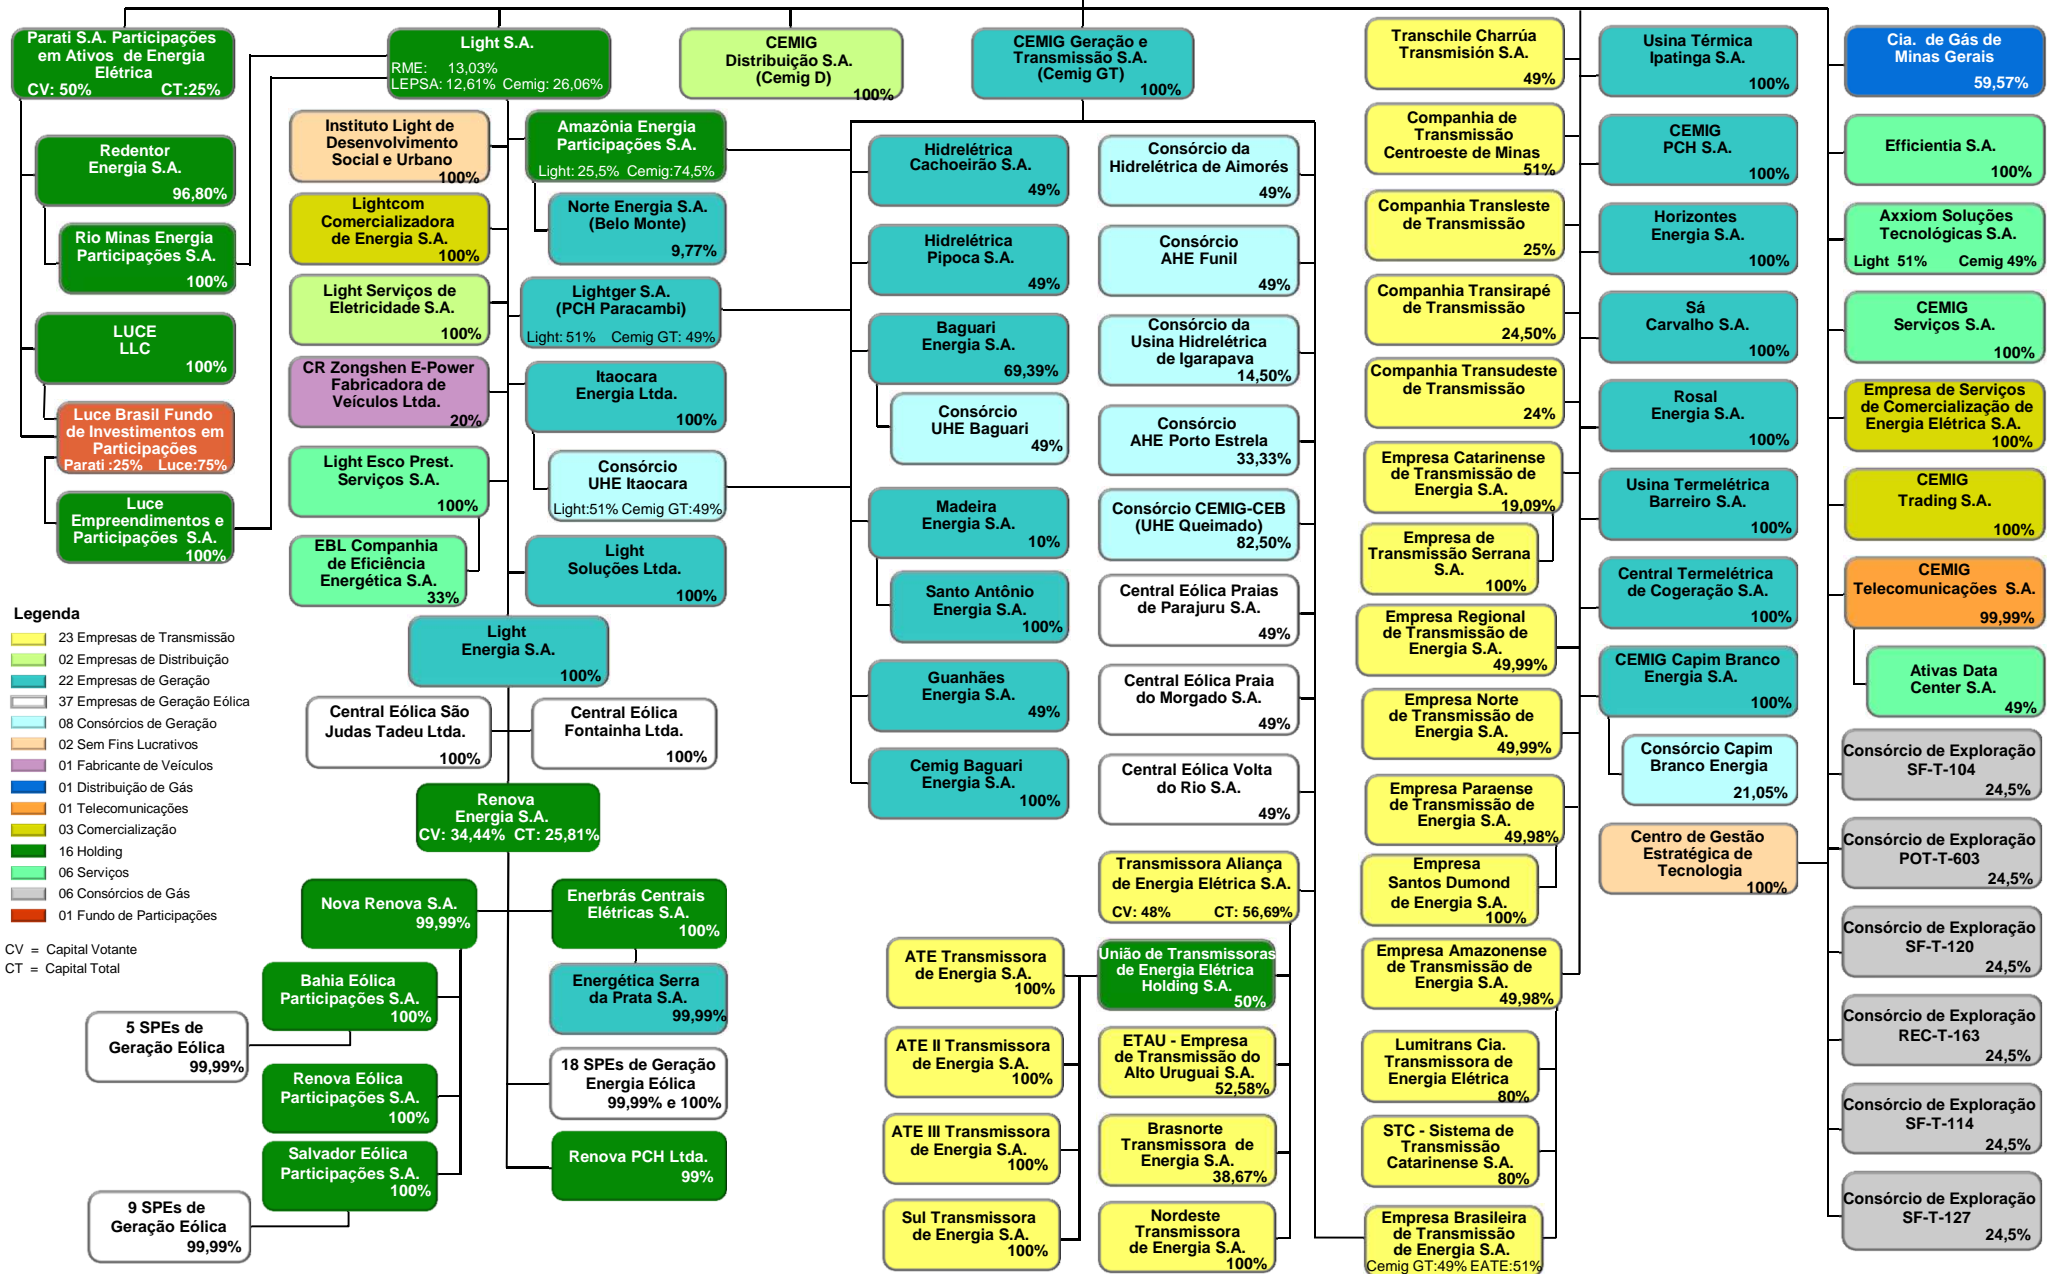 Parati S.A. Participações
em Ativos de Energia
Elétrica
CV: 50% CT:25%
Redentor
Energia S.A.
96,80%
Rio Minas Energia
Participações S.A.
100%
LUCE
LLC
100%
Luce Brasil Fundo
de Investimentos em
Participações
Parati :25% Luce:75%
Luce
Empreendimentos e
Participações S.A.
100%
Light S.A.
RME: 13,03%
LEPSA: 12,61% Cemig: 26,06%
Instituto Light de
Desenvolvimento
Social e Urbano
100%
Lightcom
Comercializadora
de Energia S.A.
100%
Light Serviços de
Eletricidade S.A.
100%
CR Zongshen E-Power
Fabricadora de
Veículos Ltda.
20%
Light Esco Prest.
Serviços S.A.
100%
EBL Companhia
de Eficiência
Energética S.A.
33%
Amazônia Energia
Participações S.A.
Light: 25,5% Cemig:74,5%
Norte Energia S.A.
(Belo Monte)
9,77%
Lightger S.A.
(PCH Paracambi)
Light: 51% Cemig GT: 49%
Itaocara
Energia Ltda.
100%
Consórcio
UHE Itaocara
Light:51% Cemig GT:49%
Light
Soluções Ltda.
100%
Light
Energia S.A.
100%
Central Eólica São
Judas Tadeu Ltda.
100%
Central Eólica
Fontainha Ltda.
100%
Renova
Energia S.A.
CV: 34,44% CT: 25,81%
Nova Renova S.A.
99,99%
Enerbrás Centrais
Elétricas S.A.
100%
Bahia Eólica
Participações S.A.
100%
Energética Serra
da Prata S.A.
99,99%
5 SPEs de
Geração Eólica
99,99%
18 SPEs de Geração
Energia Eólica
99,99% e 100%
Renova Eólica
Participações S.A.
100%
Salvador Eólica
Participações S.A.
100%
Renova PCH Ltda.
99%
9 SPEs de
Geração Eólica
99,99%
Legenda
23 Empresas de Transmissão
02 Empresas de Distribuição
22 Empresas de Geração
37 Empresas de Geração Eólica
08 Consórcios de Geração
02 Sem Fins Lucrativos
01 Fabricante de Veículos
01 Distribuição de Gás
01 Telecomunicações
03 Comercialização
16 Holding
06 Serviços
06 Consórcios de Gás
01 Fundo de Participações
CV = Capital Votante
CT = Capital Total
CEMIG
Distribuição S.A.
(Cemig D)
100%
CEMIG Geração e
Transmissão S.A.
(Cemig GT)
100%
Hidrelétrica
Cachoeirão S.A.
49%
Hidrelétrica
Pipoca S.A.
49%
Baguari
Energia S.A.
69,39%
Consórcio
UHE Baguari
49%
Madeira
Energia S.A.
10%
Santo Antônio
Energia S.A.
100%
Guanhães
Energia S.A.
49%
Cemig Baguari
Energia S.A.
100%
Consórcio da
Hidrelétrica de Aimorés
49%
Consórcio
AHE Funil
49%
Consórcio da
Usina Hidrelétrica
de Igarapava
14,50%
Consórcio
AHE Porto Estrela
33,33%
Consórcio CEMIG-CEB
(UHE Queimado)
82,50%
Central Eólica Praias
de Parajuru S.A.
49%
Central Eólica Praia
do Morgado S.A.
49%
Central Eólica Volta
do Rio S.A.
49%
Transmissora Aliança
de Energia Elétrica S.A.
CV: 48% CT: 56,69%
União de Transmissoras
de Energia Elétrica
Holding S.A.
50%
ATE Transmissora
de Energia S.A.
100%
ATE II Transmissora
de Energia S.A.
100%
ATE III Transmissora
de Energia S.A.
100%
Sul Transmissora
de Energia S.A.
100%
ETAU - Empresa
de Transmissão do
Alto Uruguai S.A.
52,58%
Brasnorte
Transmissora de
Energia S.A.
38,67%
Nordeste
Transmissora
de Energia S.A.
100%
Transchile Charrúa
Transmisión S.A.
49%
Companhia de
Transmissão
Centroeste de Minas
51%
Companhia Transleste
de Transmissão
25%
Companhia Transirapé
de Transmissão
24,50%
Companhia Transudeste
de Transmissão
24%
Empresa Catarinense
de Transmissão de
Energia S.A.
19,09%
Empresa de
Transmissão Serrana
S.A.
100%
Empresa Regional
de Transmissão de
Energia S.A.
49,99%
Empresa Norte
de Transmissão de
Energia S.A.
49,99%
Empresa Paraense
de Transmissão de
Energia S.A.
49,98%
Empresa
Santos Dumond
de Energia S.A.
100%
Empresa Amazonense
de Transmissão de
Energia S.A.
49,98%
Lumitrans Cia.
Transmissora de
Energia Elétrica
80%
STC - Sistema de
Transmissão
Catarinense S.A.
80%
Empresa Brasileira
de Transmissão
de Energia S.A.
Cemig GT:49% EATE:51%
Usina Térmica
Ipatinga S.A.
100%
CEMIG
PCH S.A.
100%
Horizontes
Energia S.A.
100%
Sá
Carvalho S.A.
100%
Rosal
Energia S.A.
100%
Usina Termelétrica
Barreiro S.A.
100%
Central Termelétrica
de Cogeração S.A.
100%
CEMIG Capim Branco
Energia S.A.
100%
Consórcio Capim
Branco Energia
21,05%
Centro de Gestão
Estratégica de
Tecnologia
100%
Cia. de Gás de
Minas Gerais
59,57%
Efficientia S.A.
100%
Axxiom Soluções
Tecnológicas S.A.
Light 51% Cemig 49%
CEMIG
Serviços S.A.
100%
Empresa de Serviços
de Comercialização de
Energia Elétrica S.A.
100%
CEMIG
Trading S.A.
100%
CEMIG
Telecomunicações S.A.
99,99%
Ativas Data
Center S.A.
49%
Consórcio de Exploração
SF-T-104
24,5%
Consórcio de Exploração
POT-T-603
24,5%
Consórcio de Exploração
SF-T-120
24,5%
Consórcio de Exploração
REC-T-163
24,5%
Consórcio de Exploração
SF-T-114
24,5%
Consórcio de Exploração
SF-T-127
24,5%